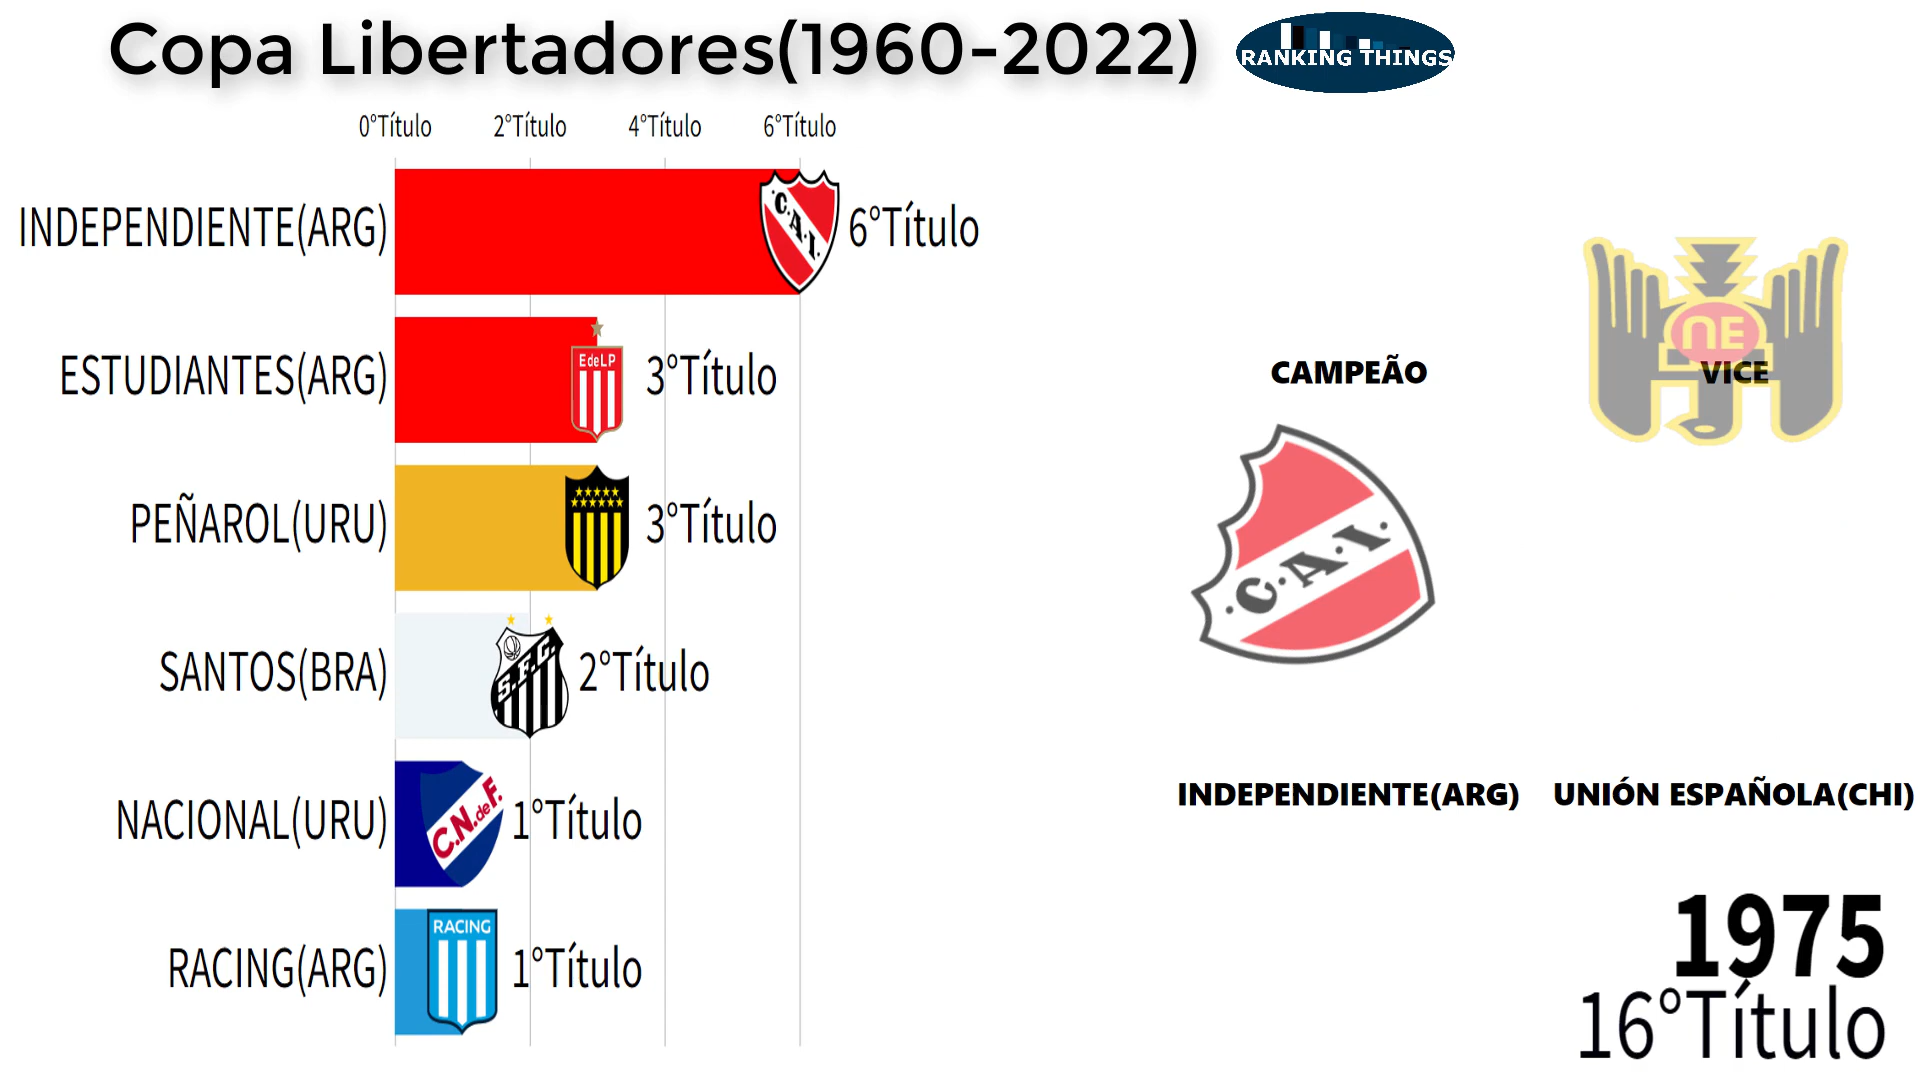 Copa Libertadores(1960-2022)
RANKING THINGS
0°Título 2°Título 4°Título 6°Título
INDEPENDIENTE(ARG) C.A.I. 6°Título
ESTUDIANTES(ARG) EdeLP 3°Título
PEÑAROL(URU) 3°Título
SANTOS(BRA) S.F.C. 2°Título
NACIONAL(URU) C.N.deF. 1°Título
RACING(ARG) RACING 1°Título
CAMPEÃO
·C.A.I.
INDEPENDIENTE(ARG)
UE
VICE
UNIÓN ESPAÑOLA(CHI)
1975
16°Título